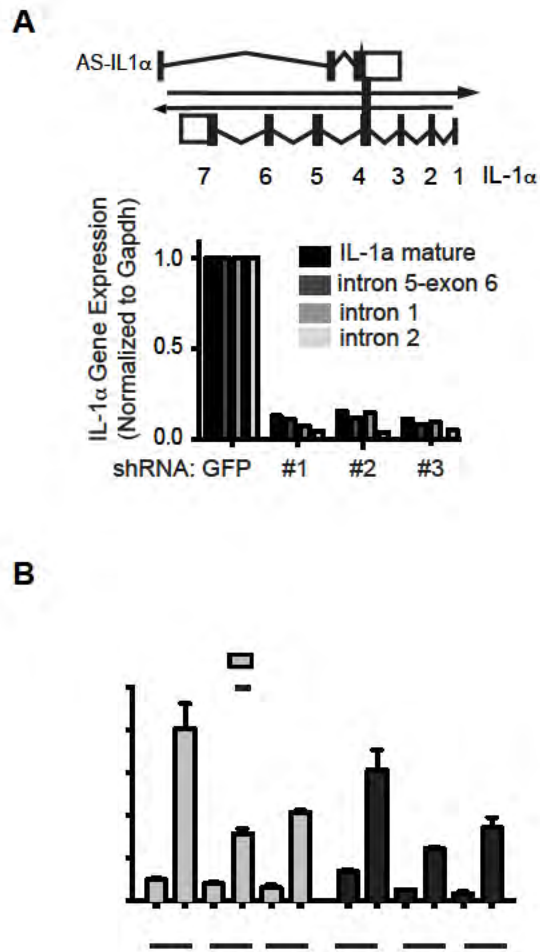 A
AS-IL1α
7 6 5 4 3 2 1 IL-1α
IL-1α Gene Expression
(Normalized to Gapdh)
1.0
0.5
0.0
IL-1a mature
intron 5-exon 6
intron 1
intron 2
shRNA: GFP #1 #2 #3
B